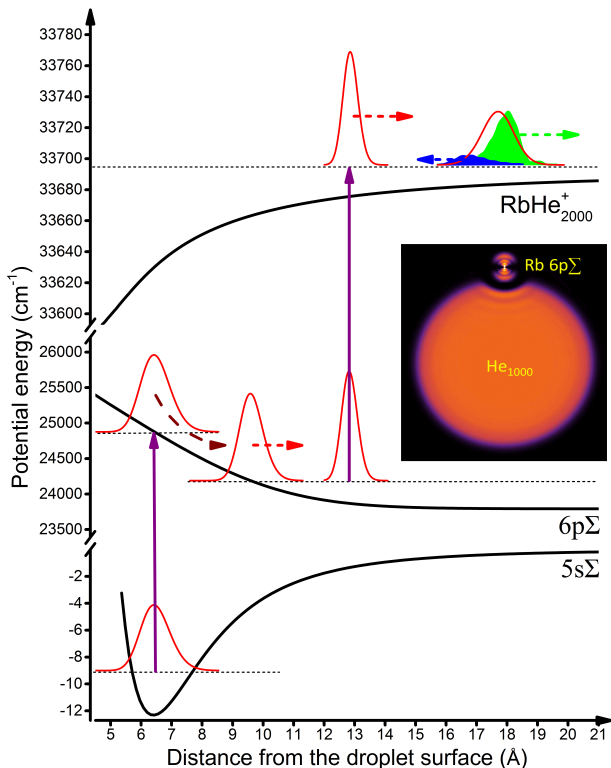 33780
33760
33740
33720
33700
33680
33660
33640
33620
33600
RbHe⁺₂₀₀₀
Rb 6pΣ
He₁₀₀₀
Potential energy (cm⁻¹)
26000
25500
25000
24500
24000
23500
6pΣ
5sΣ
-2
-4
-6
-8
-10
-12
5 6 7 8 9 10 11 12 13 14 15 16 17 18 19 20 21
Distance from the droplet surface (Å)